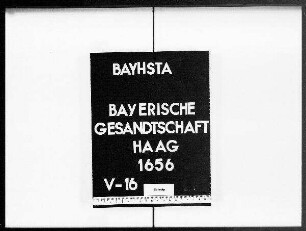 BAYHSTA
BAYERISCHE
GESANDTSCHAFT
HAAG
1656
V-16